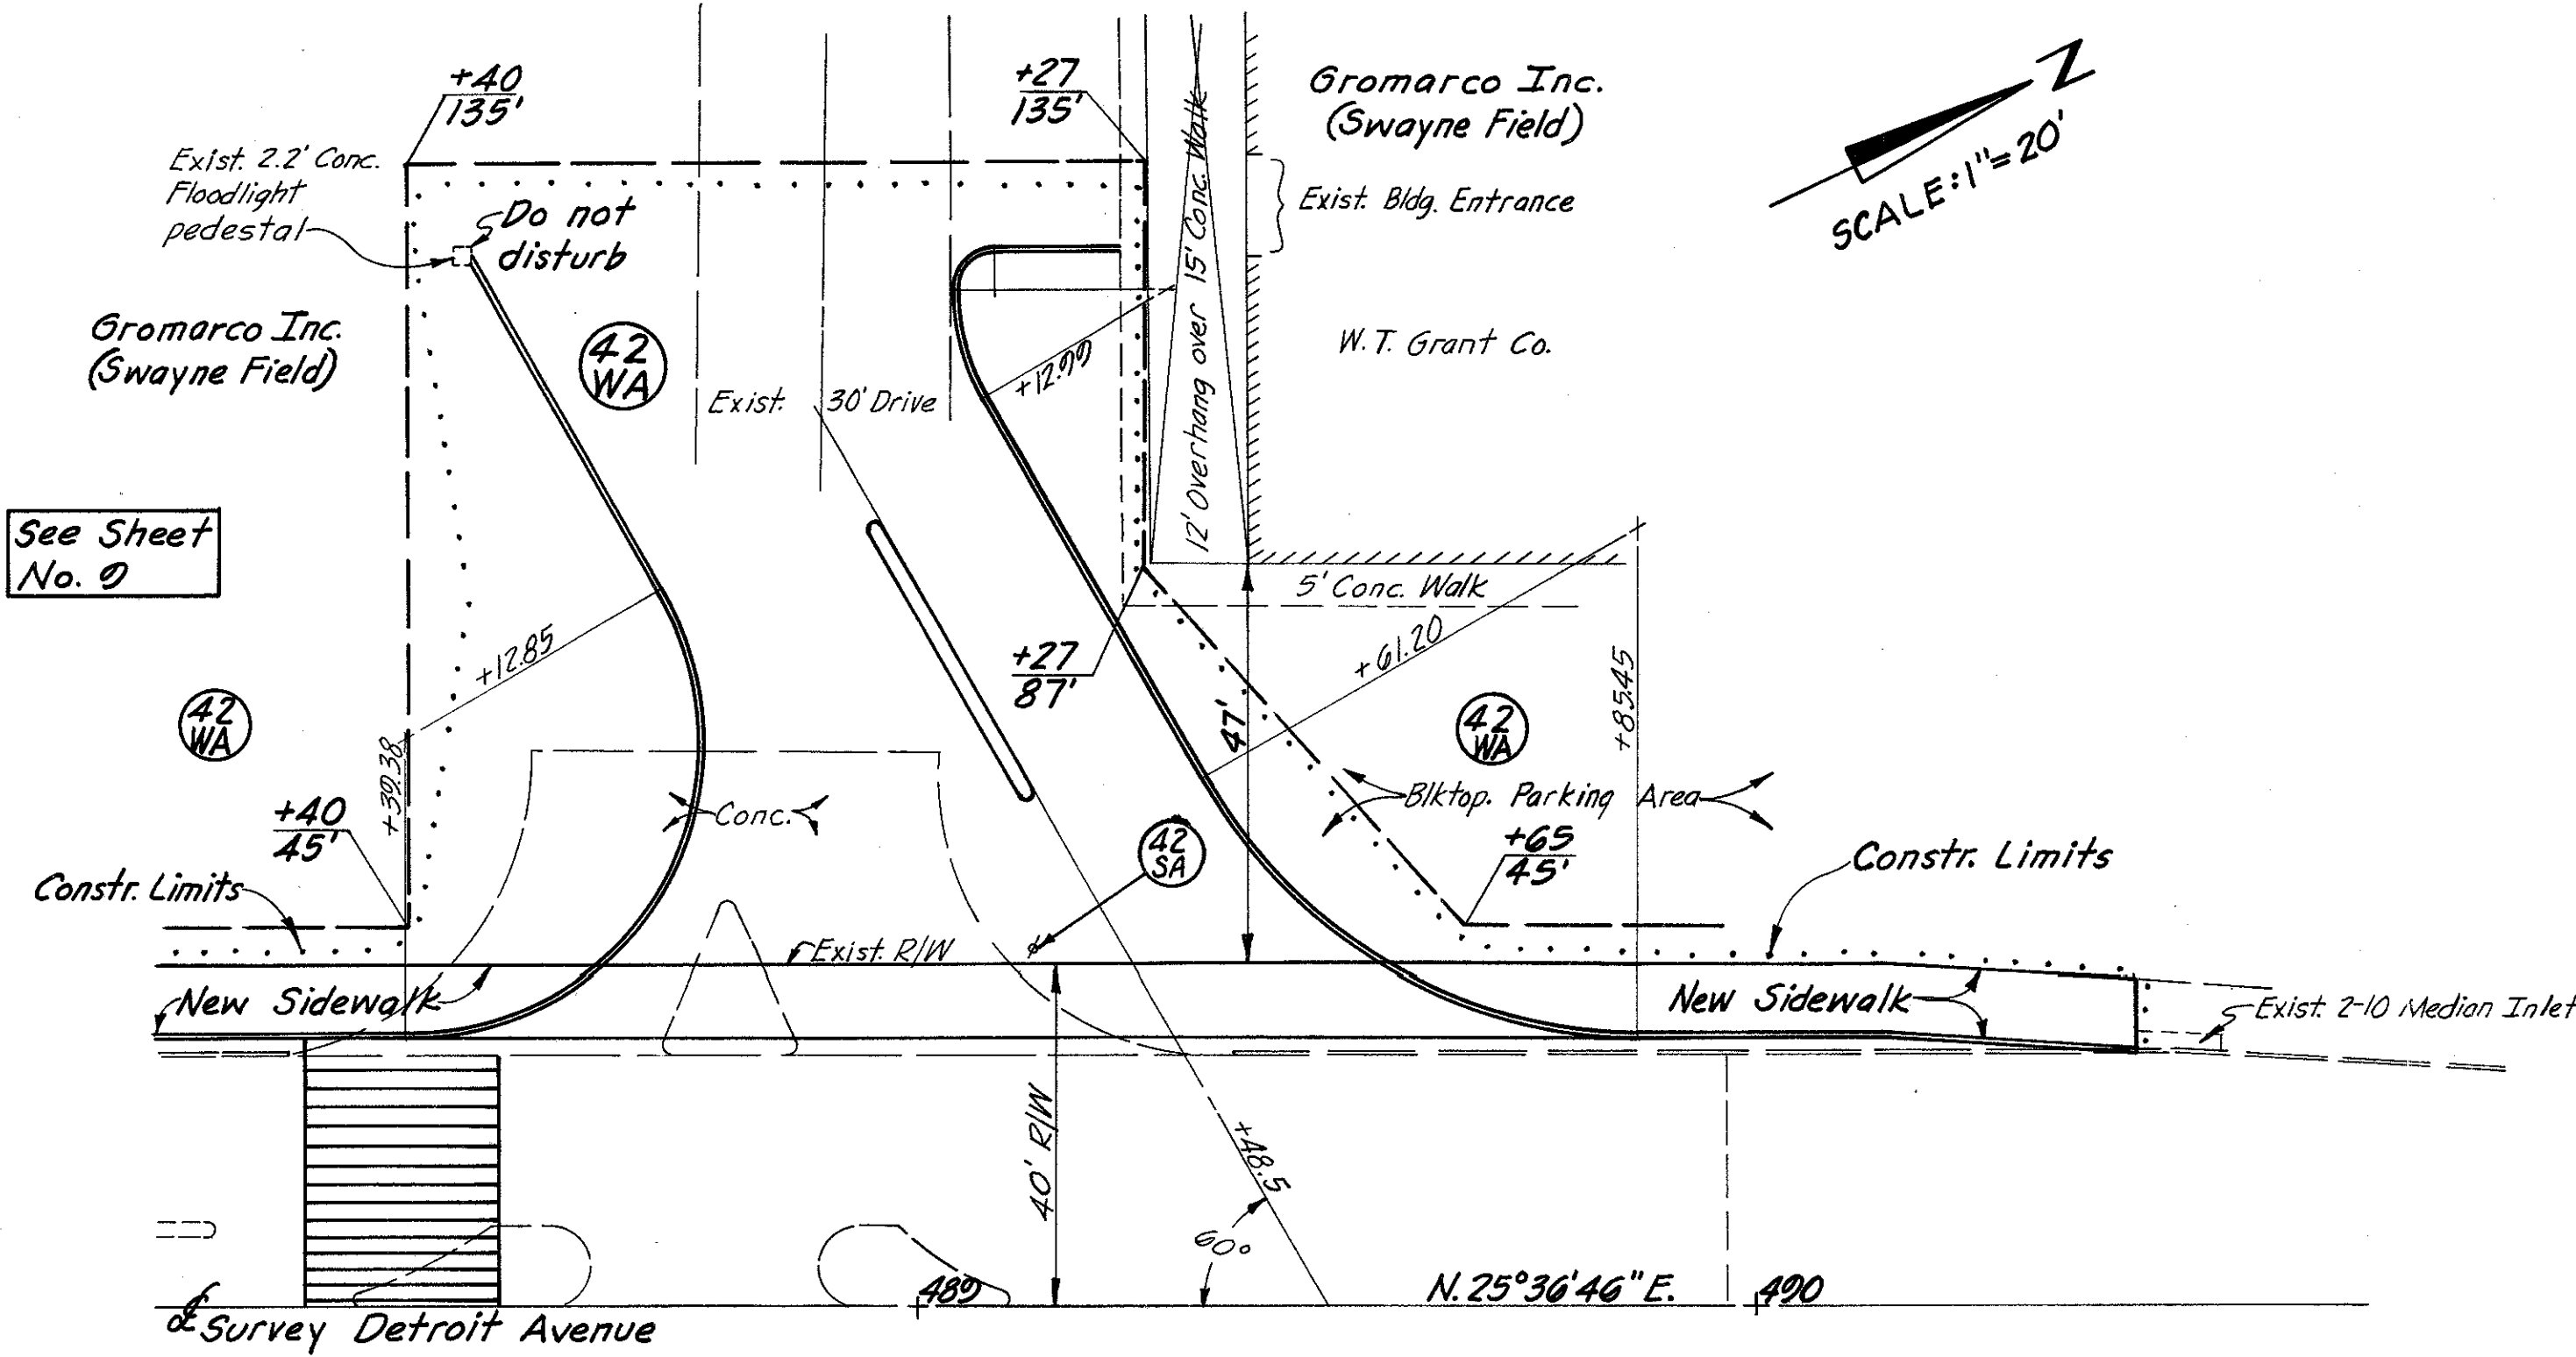 +40
135'
+27
135'
Gromarco Inc.
(Swayne Field)
N
SCALE: 1"=20'
Exist. 2.2' Conc.
Floodlight
pedestal
Do not
disturb
Exist. Bldg. Entrance
12' Overhang over 15' Conc. Walk
Gromarco Inc.
(Swayne Field)
42
WA
Exist. 30' Drive
+12.99
W.T. Grant Co.
See Sheet
No. 9
5' Conc. Walk
+12.85
+27
87'
+61.20
+85.45
47'
42
WA
42
WA
+39.38
Conc.
Blktop. Parking Area
+40
45'
42
SA
+65
45'
Constr. Limits
Constr. Limits
Exist. R/W
New Sidewalk
New Sidewalk
Exist. 2-10 Median Inlet
40' R/W
+48.5
60°
489
N. 25°36'46" E.
490
℄ Survey Detroit Avenue